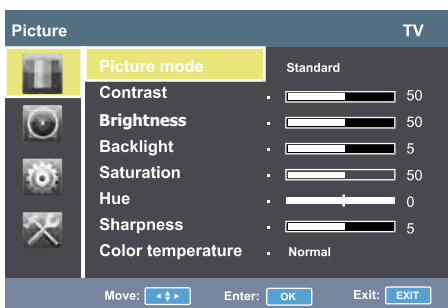 Picture TV
Picture mode Standard
Contrast 50
Brightness 50
Backlight 5
Saturation 50
Hue 0
Sharpness 5
Color temperature Normal
Move: Enter: OK Exit: EXIT